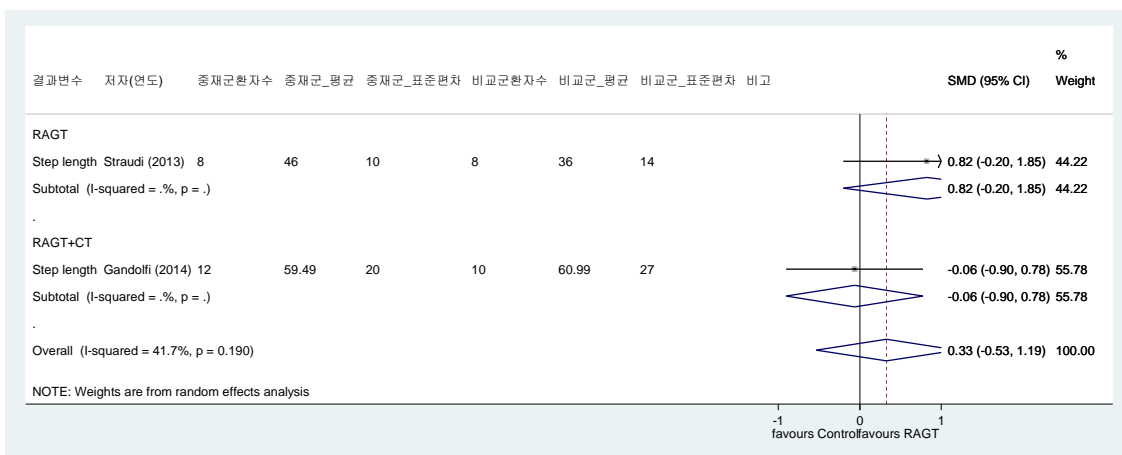 %
결과변수 저자(연도) 중재군환자수 중재군_평균 중재군_표준편차 비교군환자수 비교군_평균 비교군_표준편차 비고 SMD (95% CI) Weight
RAGT
Step length Straudi (2013) 8 46 10 8 36 14 0.82 (-0.20, 1.85) 44.22
Subtotal (I-squared = .%, p = .) 0.82 (-0.20, 1.85) 44.22
.
RAGT+CT
Step length Gandolfi (2014) 12 59.49 20 10 60.99 27 -0.06 (-0.90, 0.78) 55.78
Subtotal (I-squared = .%, p = .) -0.06 (-0.90, 0.78) 55.78
.
Overall (I-squared = 41.7%, p = 0.190) 0.33 (-0.53, 1.19) 100.00
NOTE: Weights are from random effects analysis
-1 0 1
favours Control favours RAGT